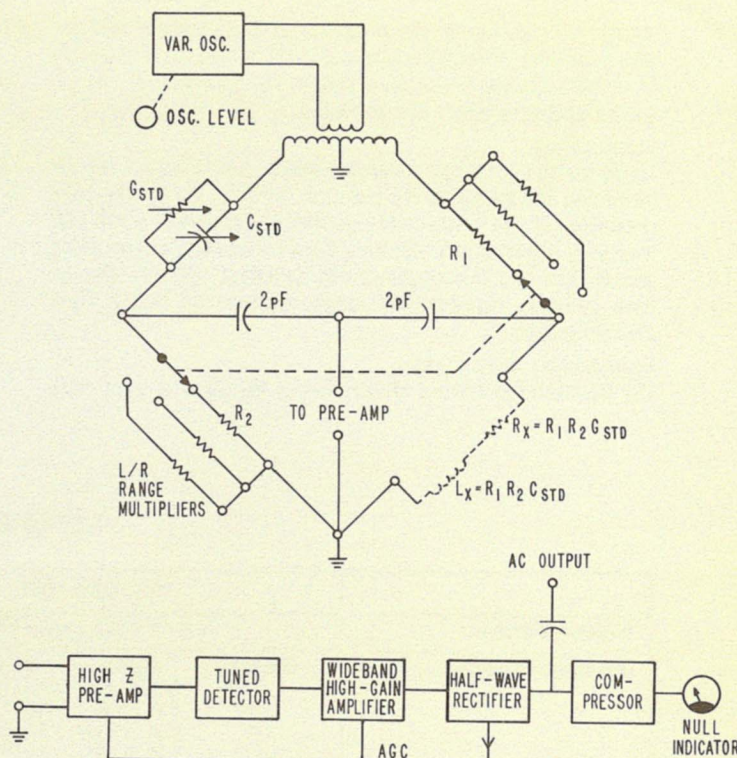 VAR. OSC.
OSC. LEVEL
G STD
C STD
R1
2pF
2pF
TO PRE-AMP
R2
RX = R1 R2 GSTD
LX = R1 R2 CSTD
L/R
RANGE
MULTIPLIERS
AC OUTPUT
HIGH Z
PRE-AMP
TUNED
DETECTOR
WIDEBAND
HIGH-GAIN
AMPLIFIER
HALF-WAVE
RECTIFIER
COM-
PRESSOR
NULL
INDICATOR
AGC